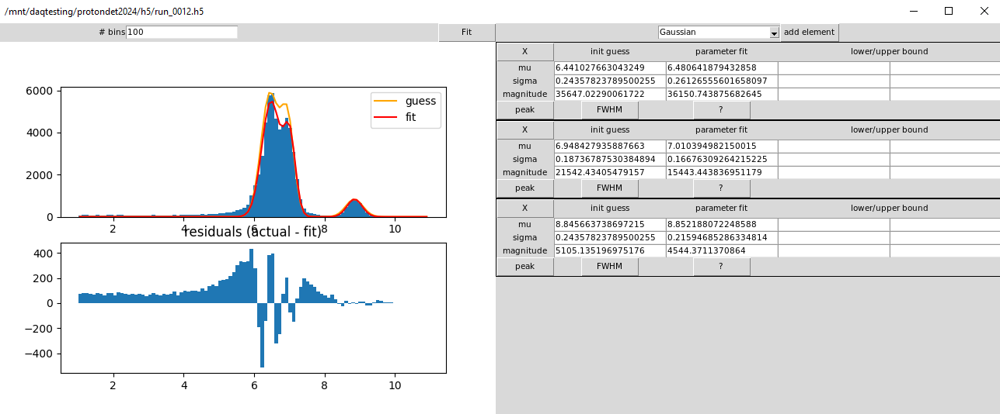 /mnt/daqtesting/protondet2024/h5/run_0012.h5
# bins 100 Fit Gaussian add element
6000
4000
2000
0
guess
fit
2 4 6 8 10
residuals (actual - fit)
400
200
0
−200
−400
2 4 6 8 10
X init guess parameter fit lower/upper bound
mu 6.441027663043249 6.480641879432858
sigma 0.24357823789500255 0.26126555601658097
magnitude 35647.02290061722 36150.743875682645
peak FWHM ?
X init guess parameter fit lower/upper bound
mu 6.948427935887663 7.010394982150015
sigma 0.18736787530384894 0.16676309264215225
magnitude 21542.43405479157 15443.443836951179
peak FWHM ?
X init guess parameter fit lower/upper bound
mu 8.845663738697215 8.852188072248588
sigma 0.24357823789500255 0.21594685286334814
magnitude 5105.135196975176 4544.3711370864
peak FWHM ?